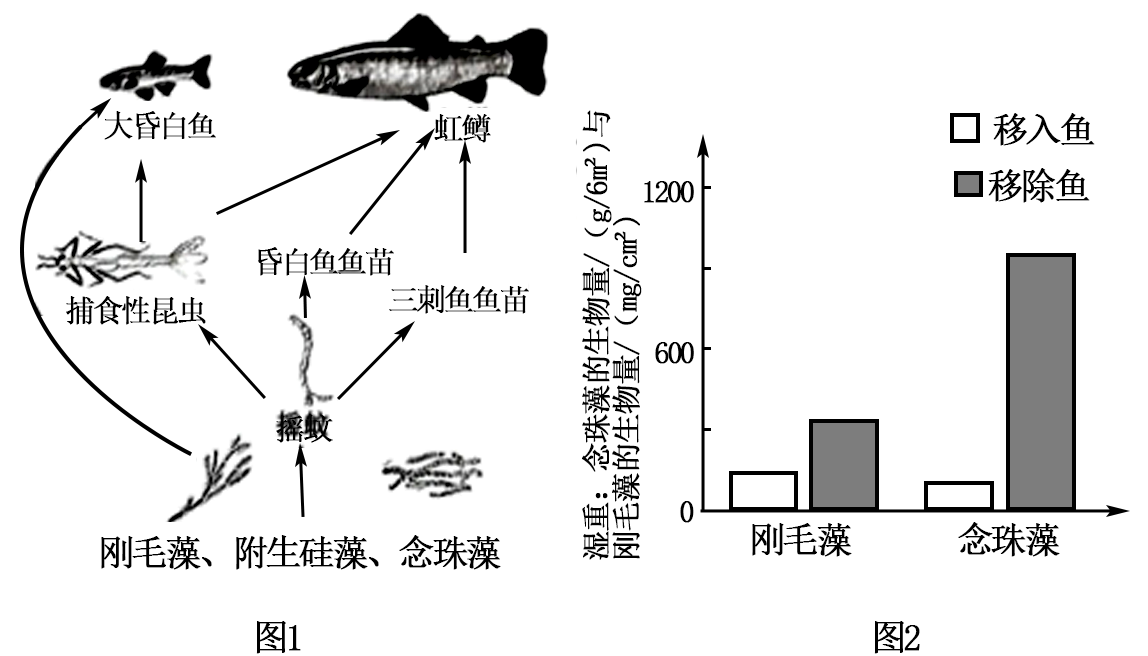 大昏白鱼
虹鳟
捕食性昆虫
昏白鱼鱼苗
三刺鱼鱼苗
摇蚊
刚毛藻、附生硅藻、念珠藻
图1
湿重：念珠藻的生物量/（g/6m²）与
刚毛藻的生物量/（mg/cm²）
移入鱼
移除鱼
1200
600
0
刚毛藻
念珠藻
图2